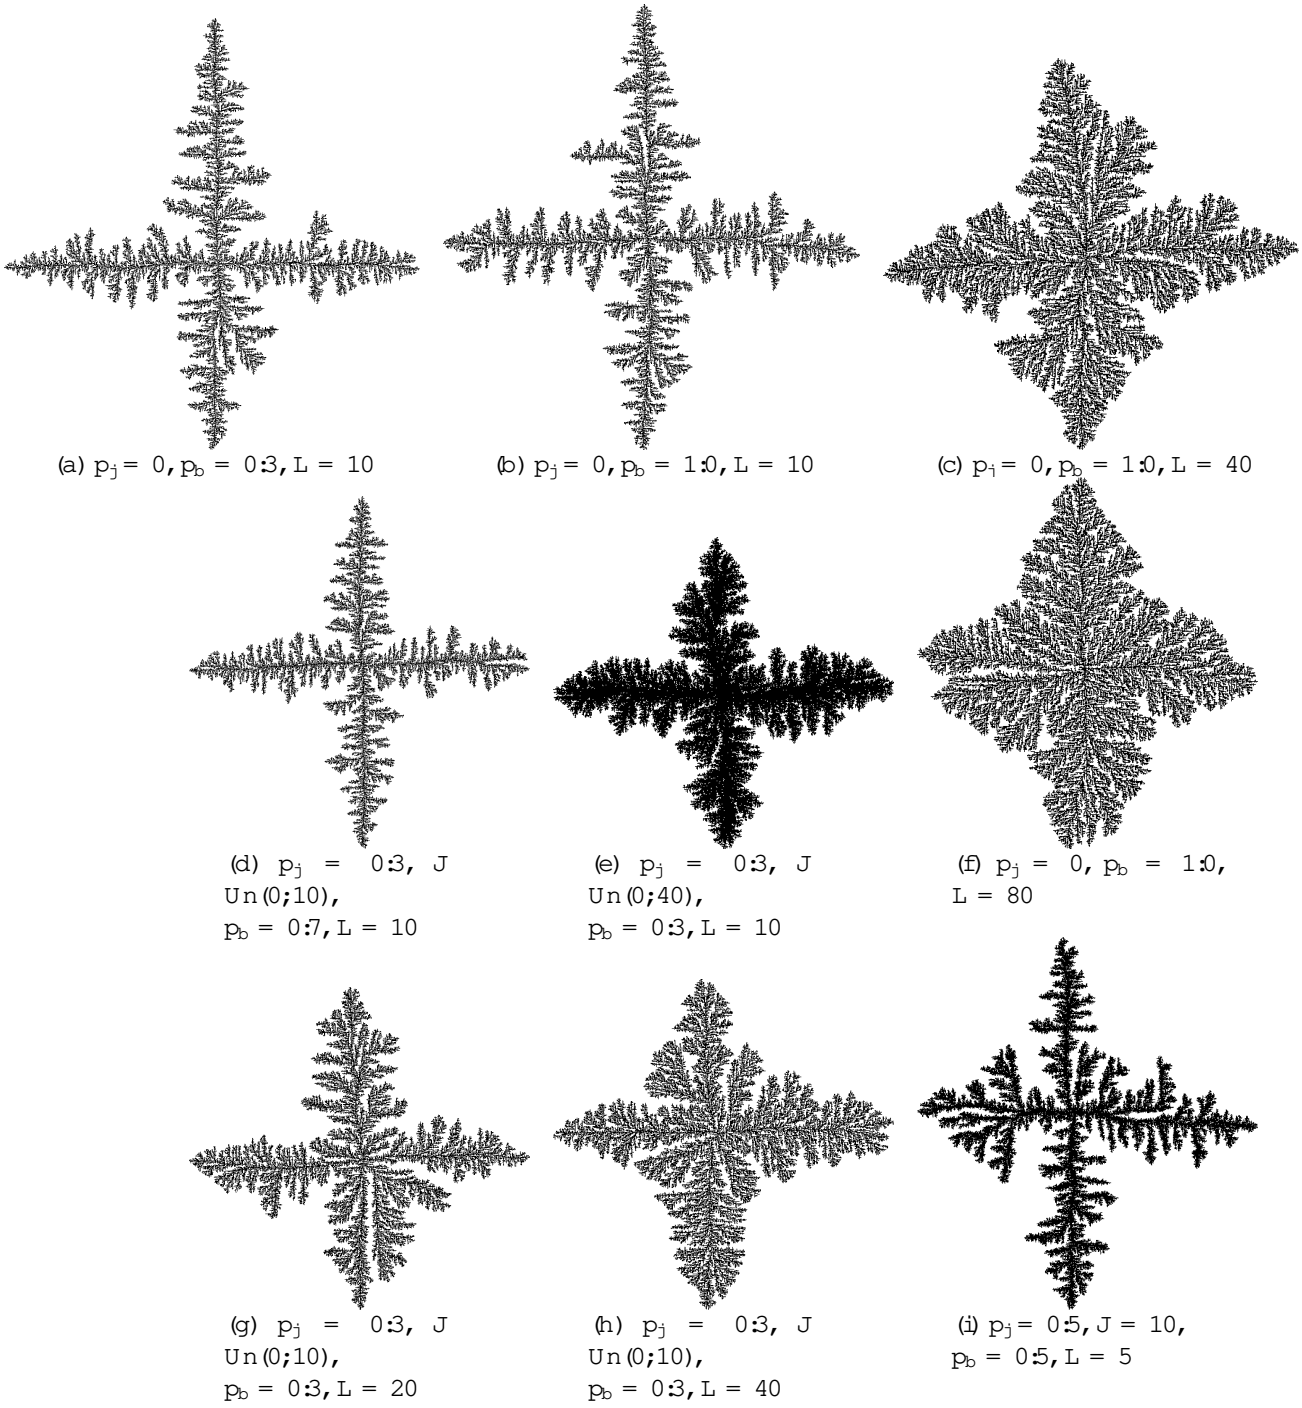 (a) pj = 0, pb = 0:3, L = 10
(b) pj = 0, pb = 1:0, L = 10
(c) pj = 0, pb = 1:0, L = 40
(d) pj = 0:3, J
Un(0;10),
pb = 0:7, L = 10
(e) pj = 0:3, J
Un(0;40),
pb = 0:3, L = 10
(f) pj = 0, pb = 1:0,
L = 80
(g) pj = 0:3, J
Un(0;10),
pb = 0:3, L = 20
(h) pj = 0:3, J
Un(0;10),
pb = 0:3, L = 40
(i) pj = 0:5, J = 10,
pb = 0:5, L = 5